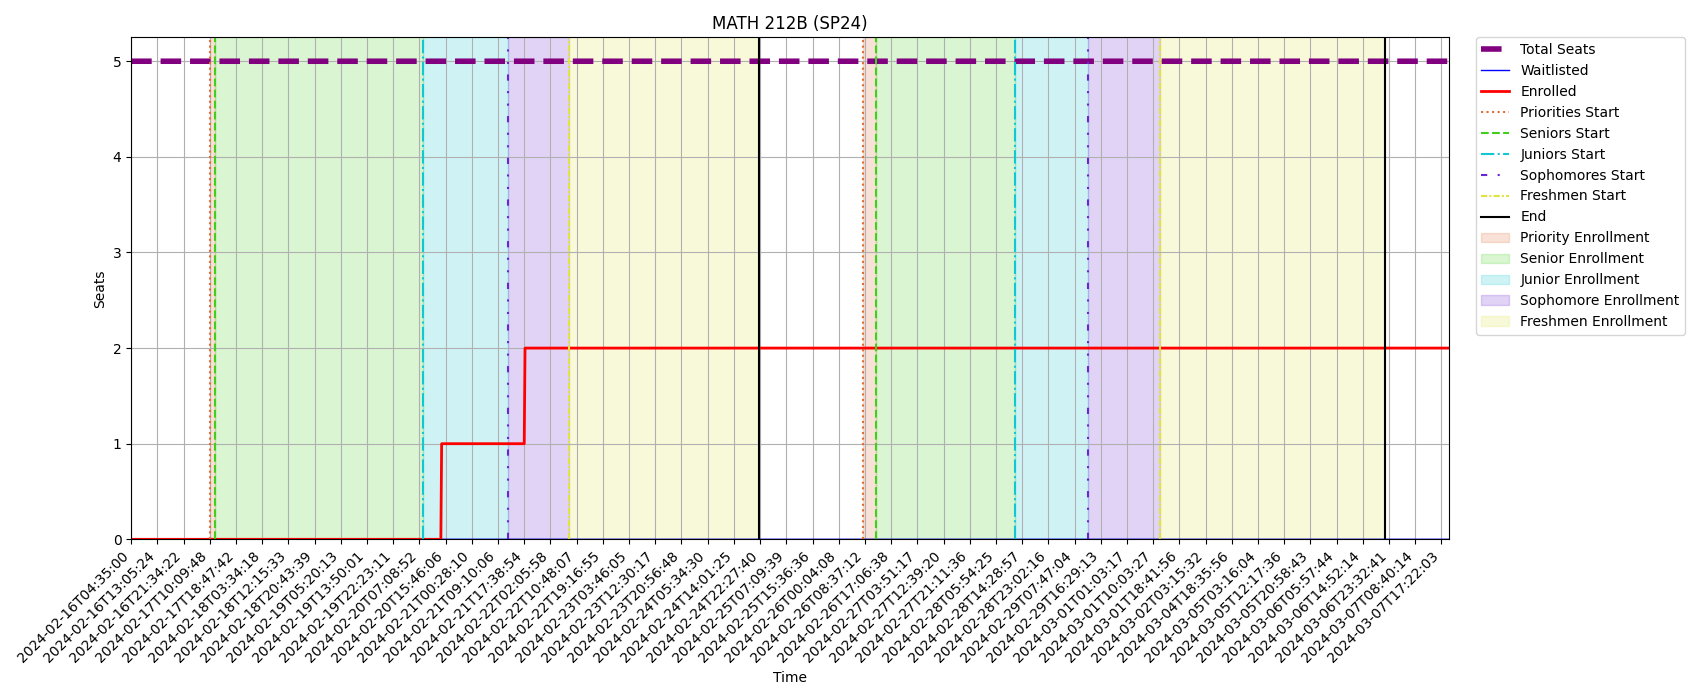 MATH 212B (SP24)
Seats
5
4
3
2
1
0
2024-02-16T04:35:00
2024-02-16T13:05:24
2024-02-16T21:34:22
2024-02-17T10:09:48
2024-02-17T18:47:42
2024-02-18T03:34:18
2024-02-18T12:15:33
2024-02-18T20:43:39
2024-02-19T05:20:13
2024-02-19T13:50:01
2024-02-19T22:23:11
2024-02-20T07:08:52
2024-02-20T15:46:06
2024-02-21T00:28:10
2024-02-21T09:10:06
2024-02-21T17:38:54
2024-02-22T02:05:58
2024-02-22T10:48:07
2024-02-22T19:16:55
2024-02-23T03:46:05
2024-02-23T12:30:17
2024-02-23T20:56:48
2024-02-24T05:34:30
2024-02-24T14:01:25
2024-02-24T22:27:40
2024-02-25T07:09:39
2024-02-25T15:36:36
2024-02-26T00:04:08
2024-02-26T08:37:12
2024-02-26T17:06:38
2024-02-27T03:51:17
2024-02-27T12:39:20
2024-02-27T21:11:36
2024-02-28T05:54:25
2024-02-28T14:28:57
2024-02-28T23:02:16
2024-02-29T07:47:04
2024-02-29T16:29:13
2024-03-01T01:03:17
2024-03-01T10:03:27
2024-03-01T18:41:56
2024-03-02T03:15:32
2024-03-04T18:35:56
2024-03-05T03:16:04
2024-03-05T12:17:36
2024-03-05T20:58:43
2024-03-06T05:57:44
2024-03-06T14:52:14
2024-03-06T23:32:41
2024-03-07T08:40:14
2024-03-07T17:22:03
Time
Total Seats
Waitlisted
Enrolled
Priorities Start
Seniors Start
Juniors Start
Sophomores Start
Freshmen Start
End
Priority Enrollment
Senior Enrollment
Junior Enrollment
Sophomore Enrollment
Freshmen Enrollment